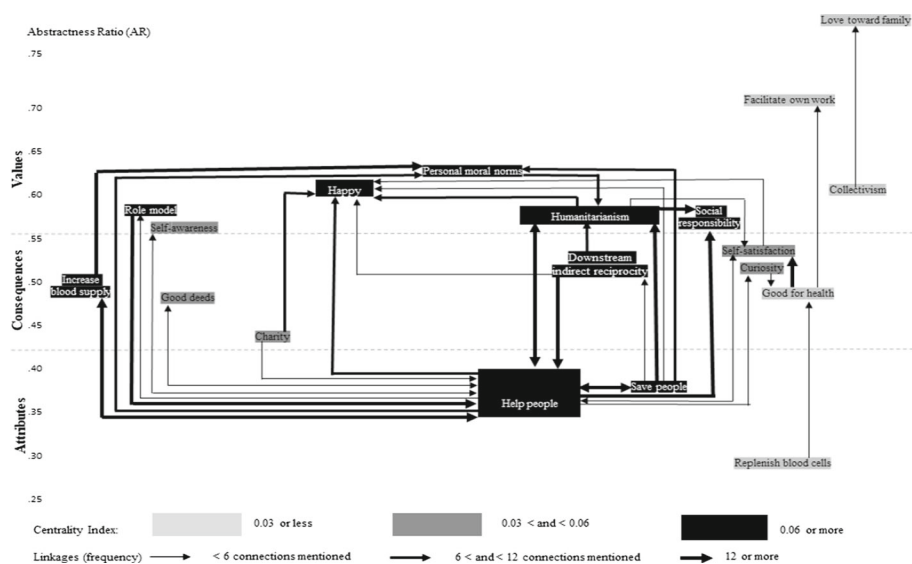 Love toward family
Abstractness Ratio (AR)
.75
Facilitate own work
.70
Values
.65
Personal moral norms
Happy
Collectivism
.60
Role model
Humanitarianism
Social
responsibility
Self-awareness
.55
Self-satisfaction
Downstream
indirect reciprocity
Curiosity
Consequences
Increase
blood supply
.50
Good deeds
Good for health
.45
Charity
.40
Save people
Help people
.35
Attributes
.30
Replenish blood cells
.25
Centrality Index:
0.03 or less
0.03 < and < 0.06
0.06 or more
Linkages (frequency)
< 6 connections mentioned
6 < and < 12 connections mentioned
12 or more